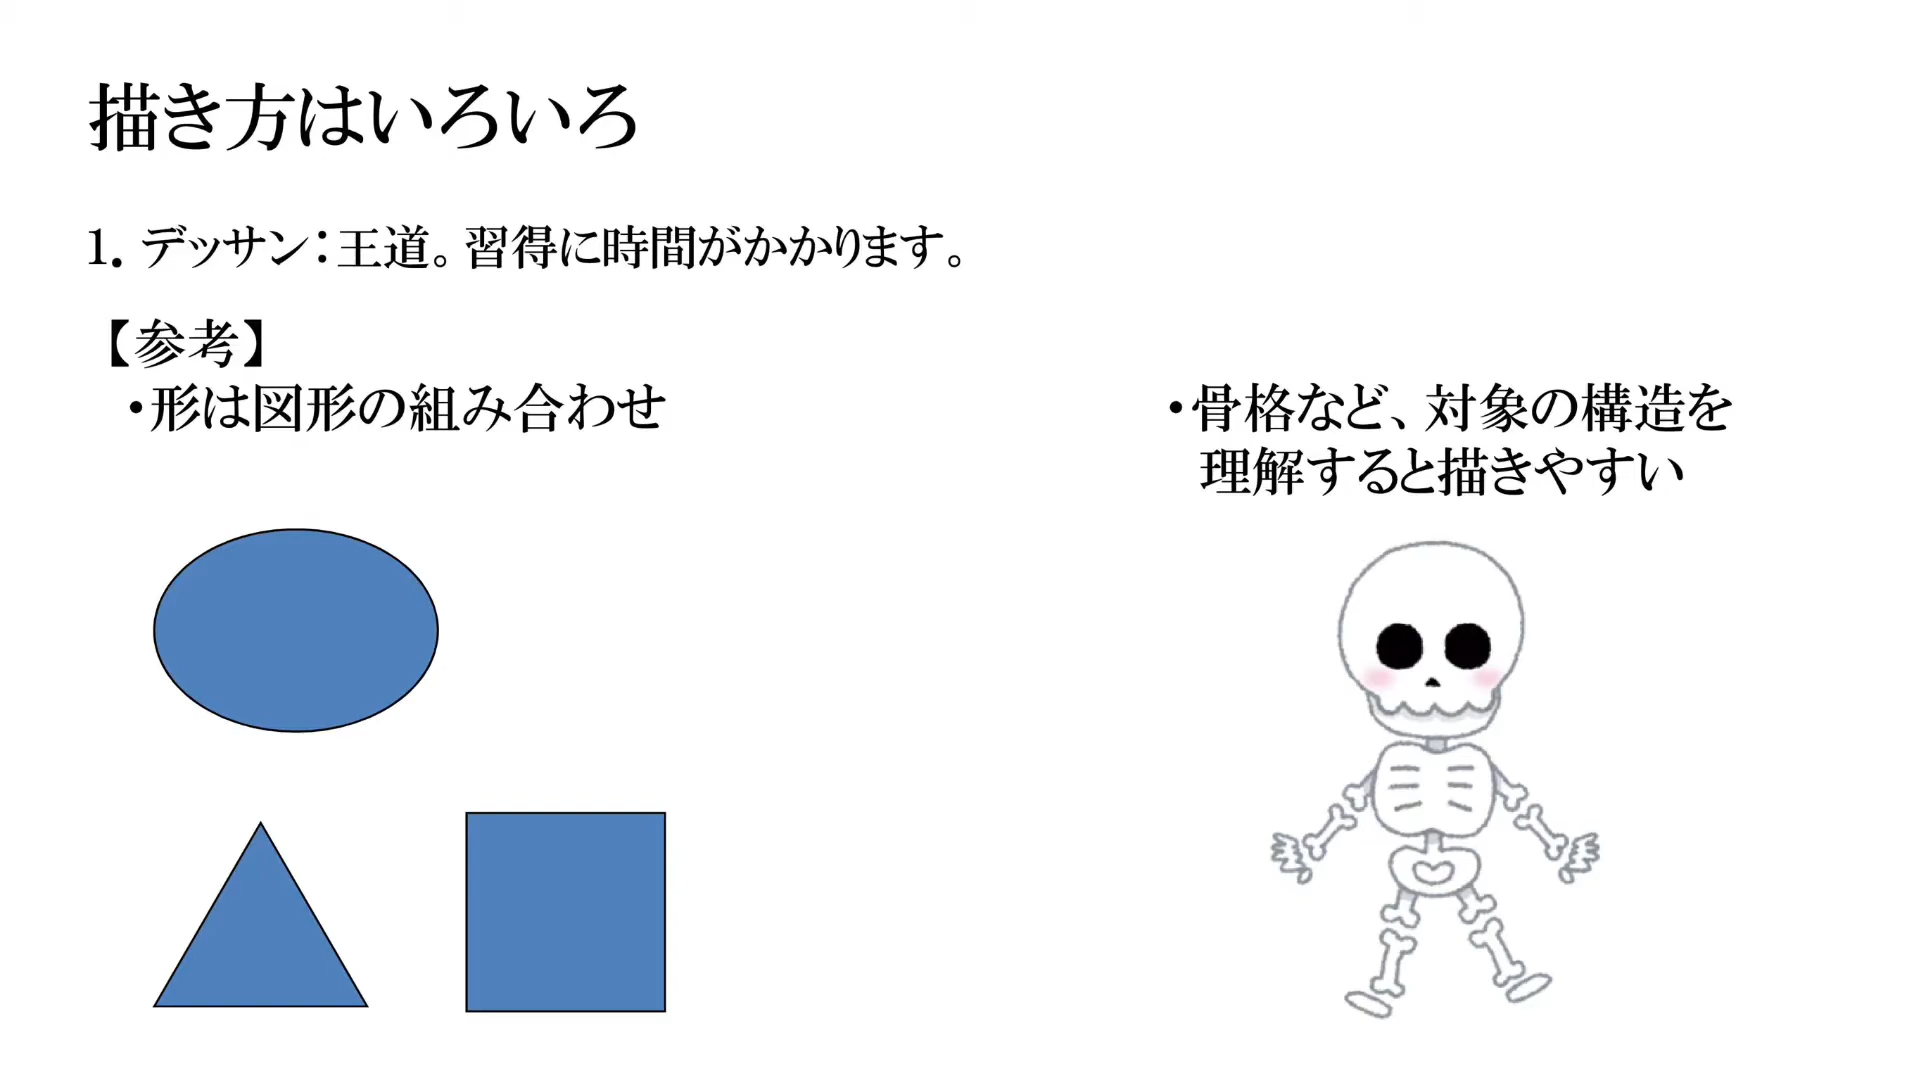 描き方はいろいろ
1. デッサン：王道。習得に時間がかかります。
【参考】
・形は図形の組み合わせ
・骨格など、対象の構造を
理解すると描きやすい